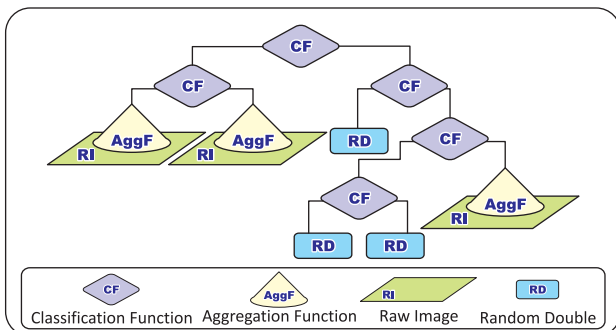 CF
CF
CF
AggF
AggF
RI
RI
RD
CF
CF
AggF
RI
RD
RD
CF
AggF
RI
RD
Classification Function
Aggregation Function
Raw Image
Random Double